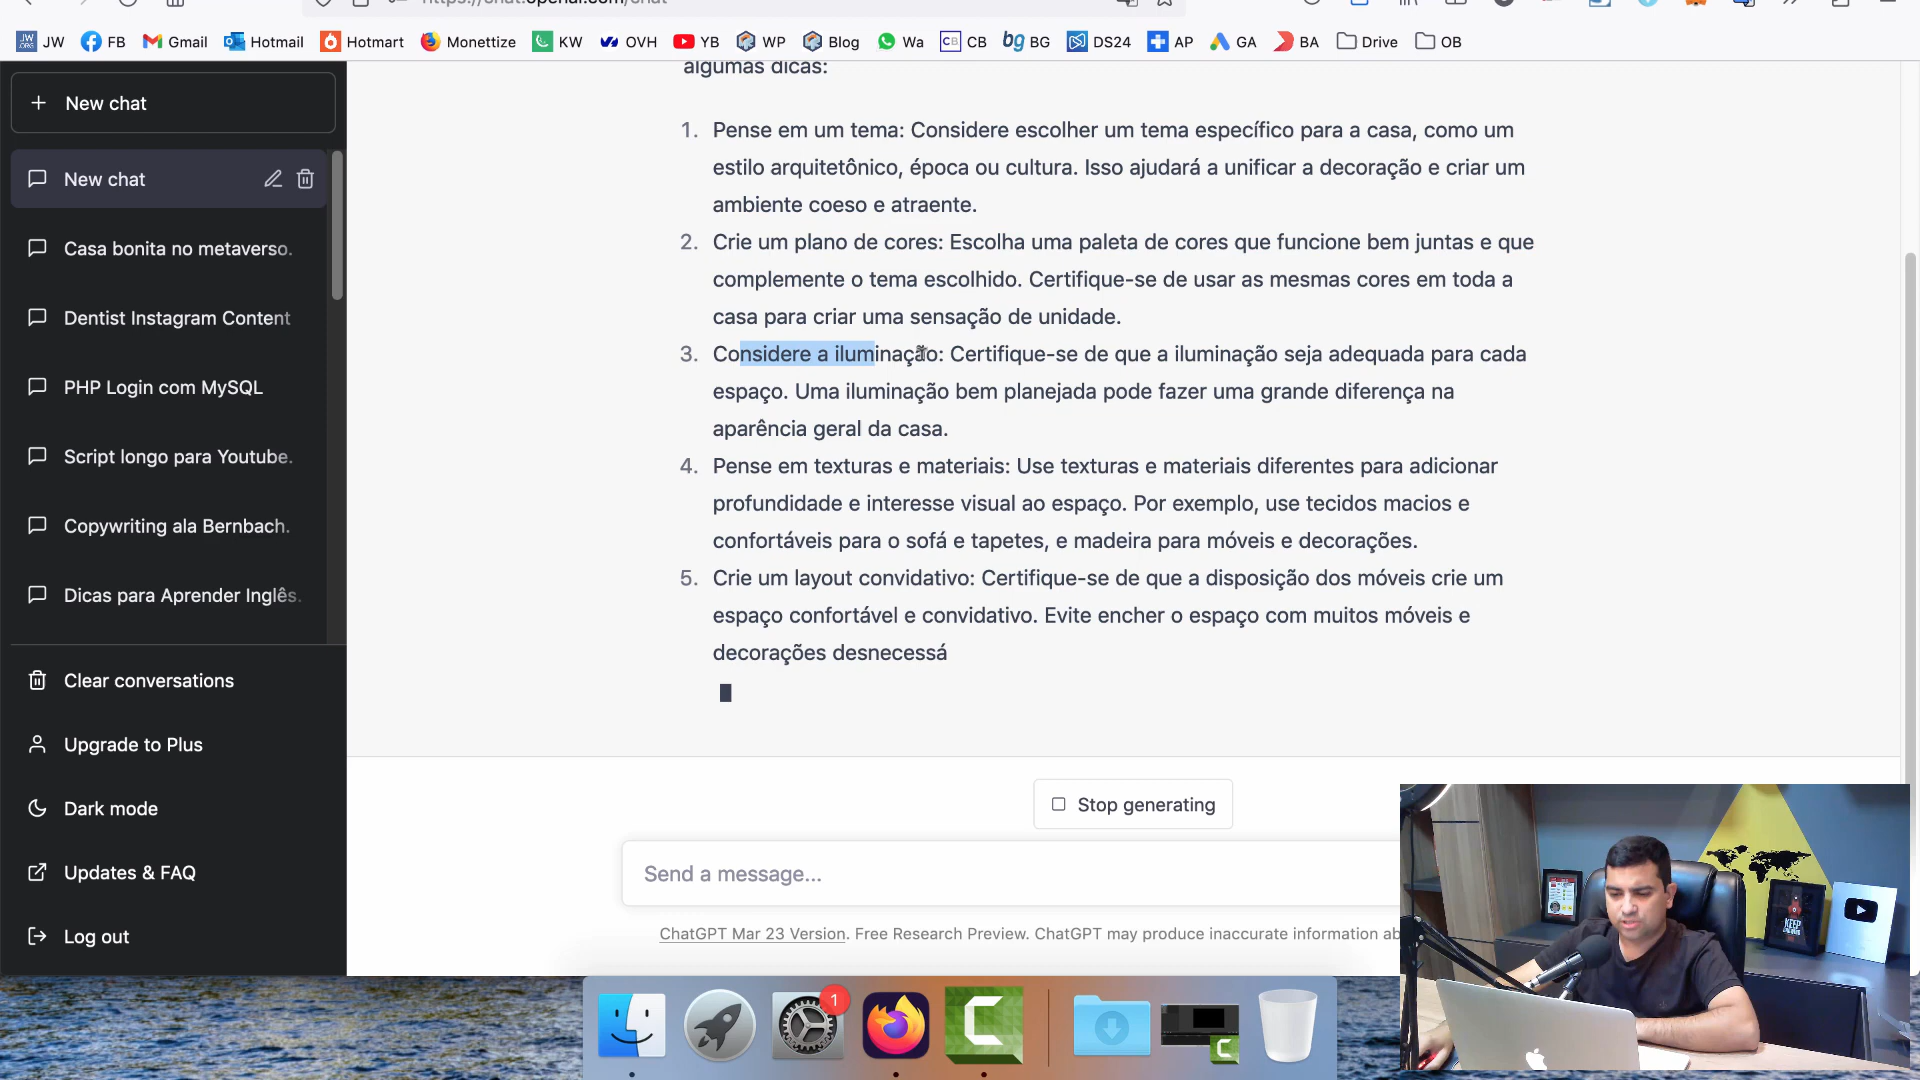 https://chat.openai.com/chat
JW FB Gmail Hotmail Hotmart Monettize KW OVH YB WP Blog Wa CB CB bg BG DS24 AP GA BA Drive OB
New chat
New chat
Casa bonita no metaverso.
Dentist Instagram Content
PHP Login com MySQL
Script longo para Youtube.
Copywriting ala Bernbach.
Dicas para Aprender Inglês.
Clear conversations
Upgrade to Plus
Dark mode
Updates & FAQ
Log out
algumas dicas:
1. Pense em um tema: Considere escolher um tema específico para a casa, como um
estilo arquitetônico, época ou cultura. Isso ajudará a unificar a decoração e criar um
ambiente coeso e atraente.
2. Crie um plano de cores: Escolha uma paleta de cores que funcione bem juntas e que
complemente o tema escolhido. Certifique-se de usar as mesmas cores em toda a
casa para criar uma sensação de unidade.
3. Considere a iluminação: Certifique-se de que a iluminação seja adequada para cada
espaço. Uma iluminação bem planejada pode fazer uma grande diferença na
aparência geral da casa.
4. Pense em texturas e materiais: Use texturas e materiais diferentes para adicionar
profundidade e interesse visual ao espaço. Por exemplo, use tecidos macios e
confortáveis para o sofá e tapetes, e madeira para móveis e decorações.
5. Crie um layout convidativo: Certifique-se de que a disposição dos móveis crie um
espaço confortável e convidativo. Evite encher o espaço com muitos móveis e
decorações desnecessá
Stop generating
Send a message...
ChatGPT Mar 23 Version. Free Research Preview. ChatGPT may produce inaccurate information ab
KEEP
1